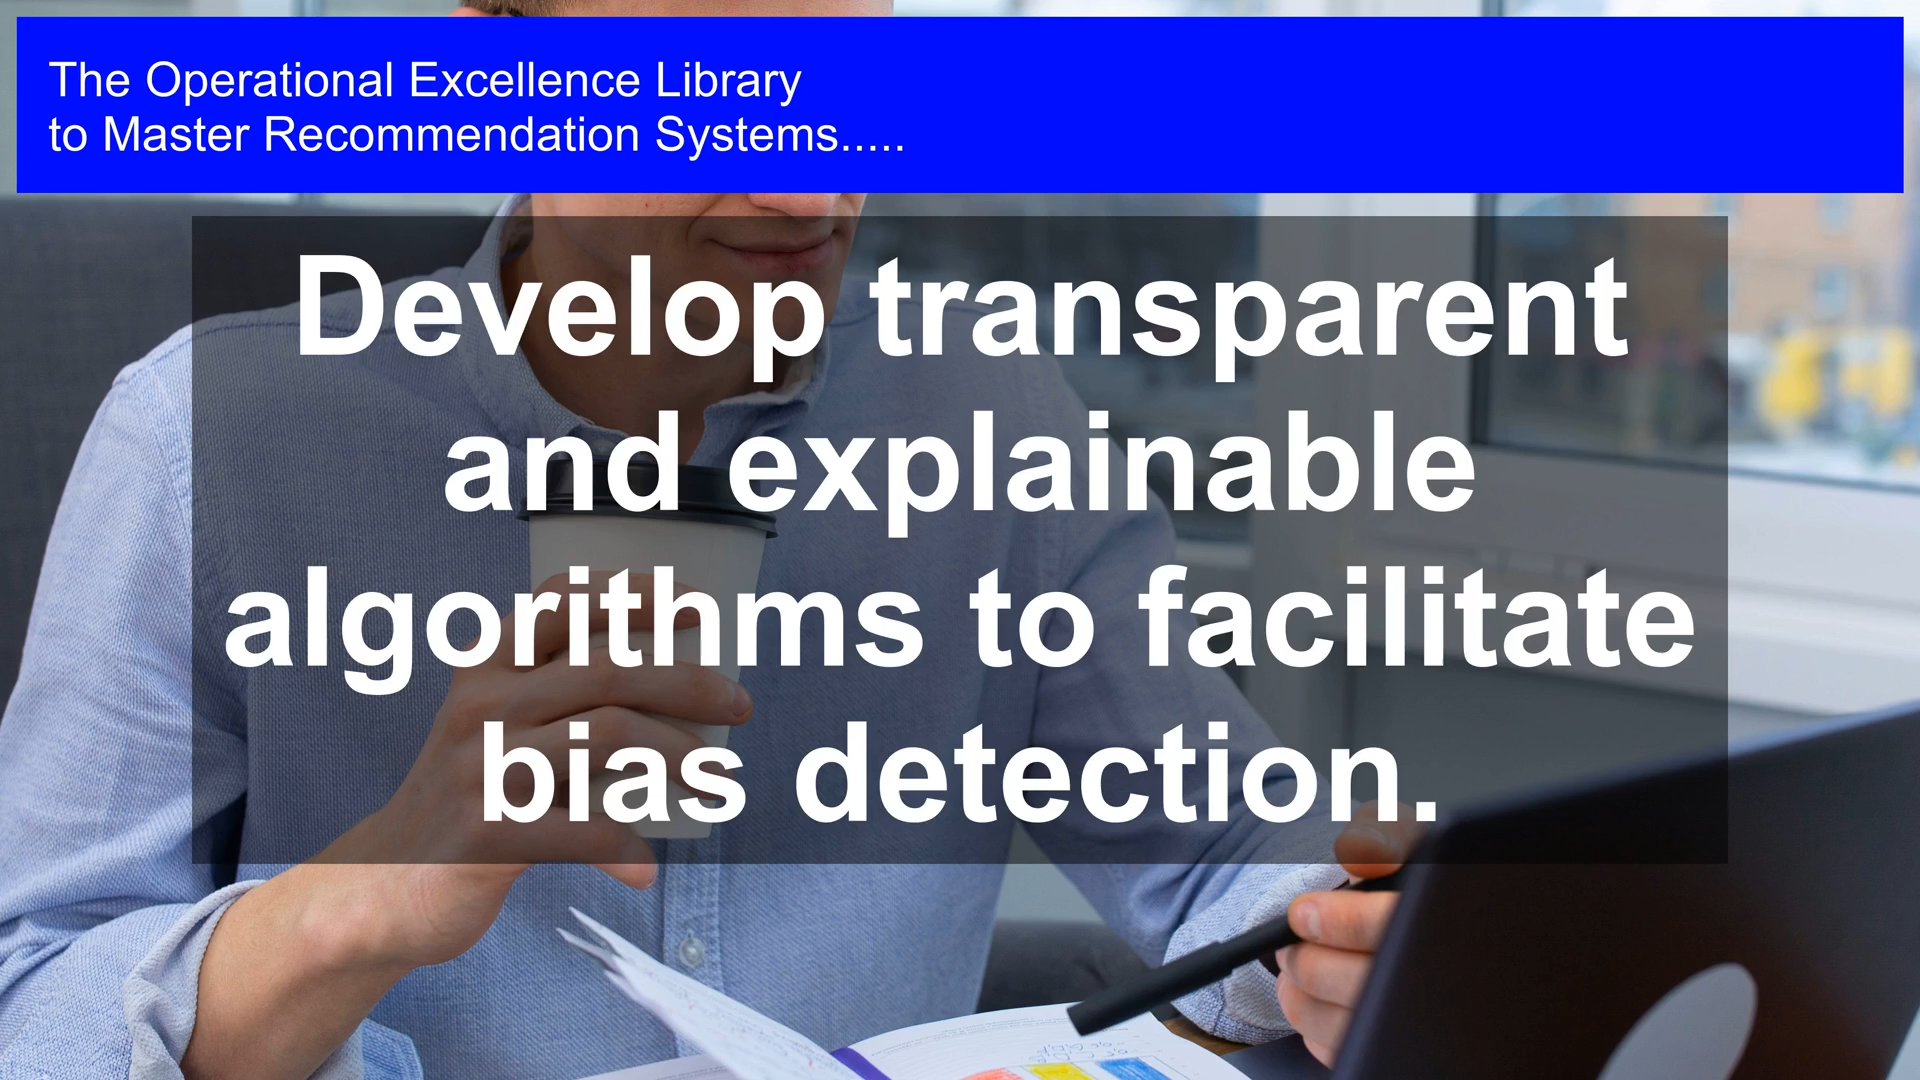 The Operational Excellence Library
to Master Recommendation Systems.....
Develop transparent
and explainable
algorithms to facilitate
bias detection.